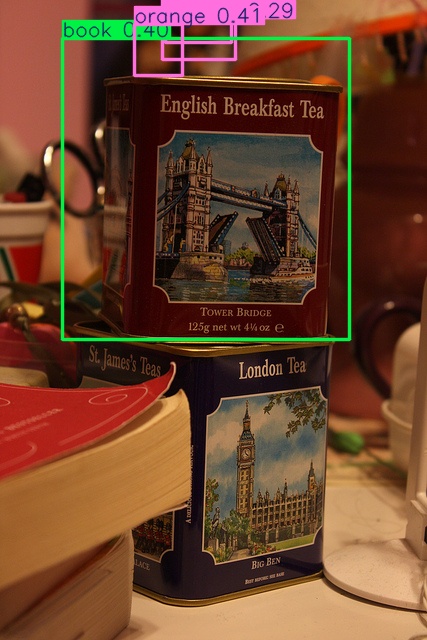 orange 0.41
29
book 0.40
English Breakfast Tea
TOWER BRIDGE
125g net wt 4¼ oz ℮
St. James's Teas
London Tea
BIG BEN